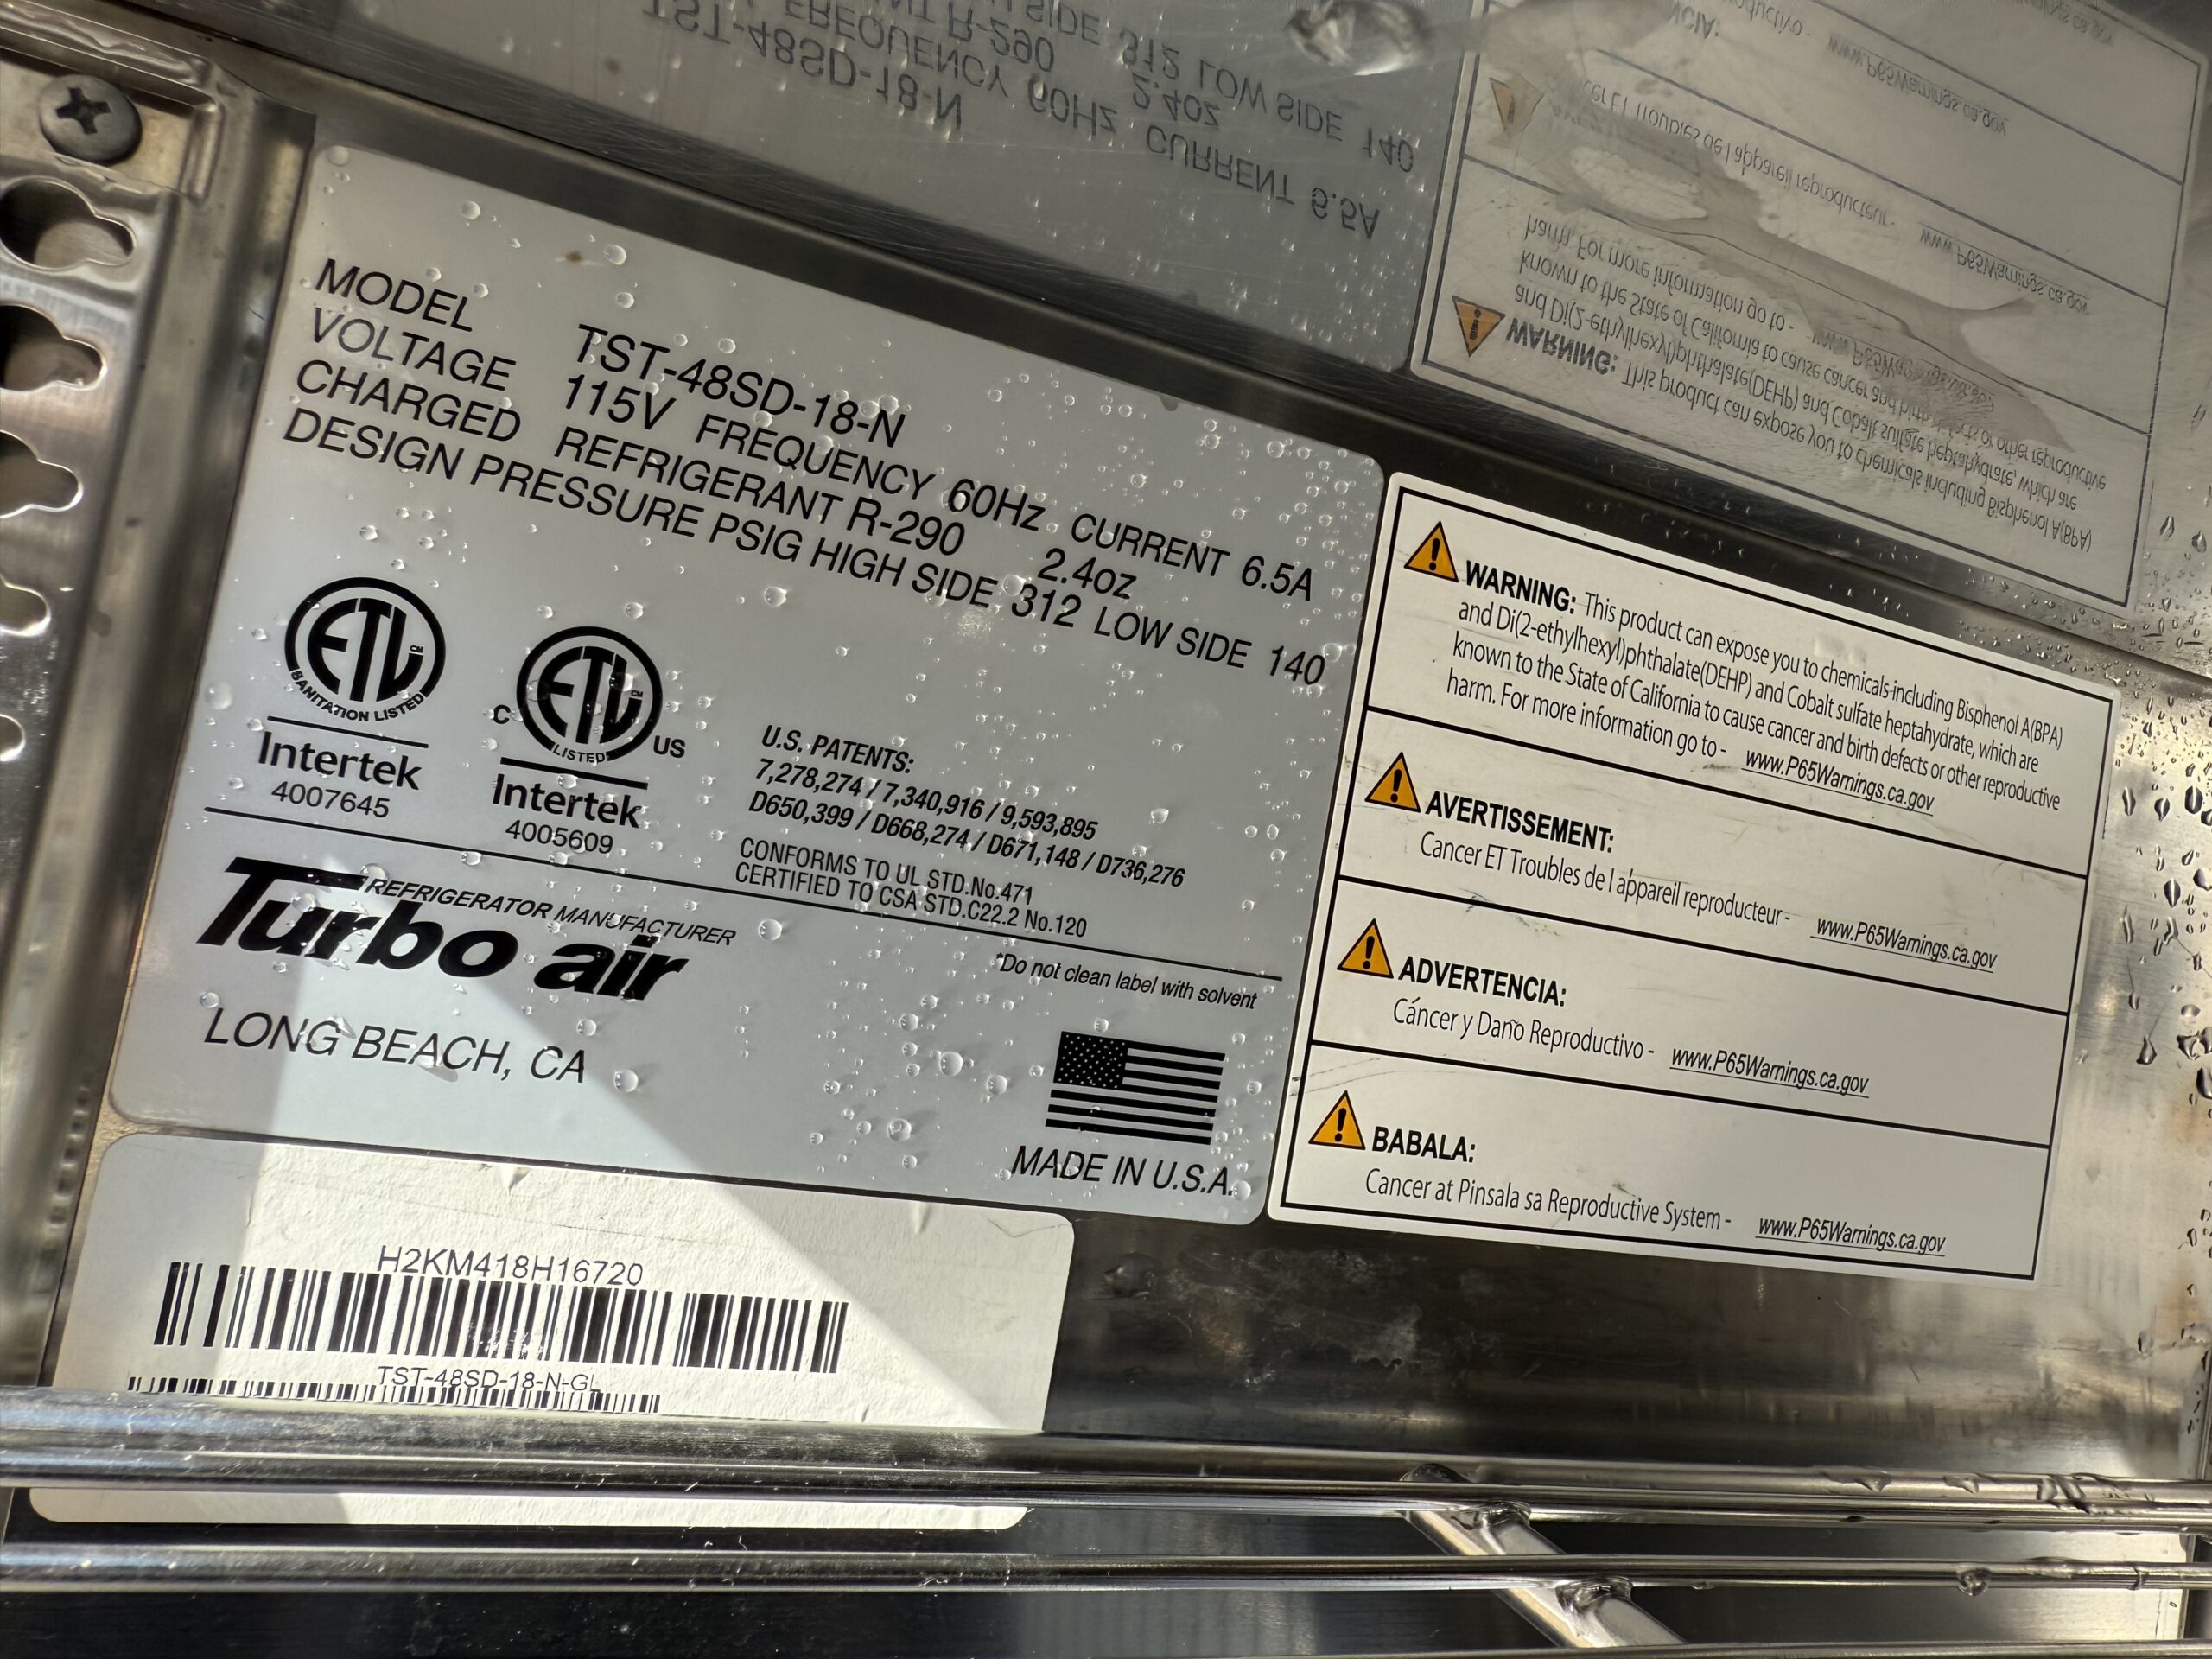 MODEL TST-48SD-18-N
VOLTAGE 115V FREQUENCY 60Hz CURRENT 6.5A
CHARGED REFRIGERANT R-290 2.4oz
DESIGN PRESSURE PSIG HIGH SIDE 312 LOW SIDE 140
ETL CM
SANITATION LISTED
Intertek
4007645
C ETL CM US
LISTED
Intertek
4005609
U.S. PATENTS:
7,278,274 / 7,340,916 / 9,593,895
D650,399 / D668,274 / D671,148 / D736,276
CONFORMS TO UL STD.No.471
CERTIFIED TO CSA STD.C22.2 No.120
REFRIGERATOR MANUFACTURER
Turbo air
*Do not clean label with solvent
LONG BEACH, CA
MADE IN U.S.A.
H2KM418H16720
TST-48SD-18-N-GL
WARNING: This product can expose you to chemicals including Bisphenol A(BPA)
and Di(2-ethylhexyl)phthalate(DEHP) and Cobalt sulfate heptahydrate, which are
known to the State of California to cause cancer and birth defects or other reproductive
harm. For more information go to - www.P65Warnings.ca.gov
AVERTISSEMENT:
Cancer ET Troubles de l appareil reproducteur - www.P65Warnings.ca.gov
ADVERTENCIA:
Cáncer y Dano Reproductivo - www.P65Warnings.ca.gov
BABALA:
Cancer at Pinsala sa Reproductive System - www.P65Warnings.ca.gov